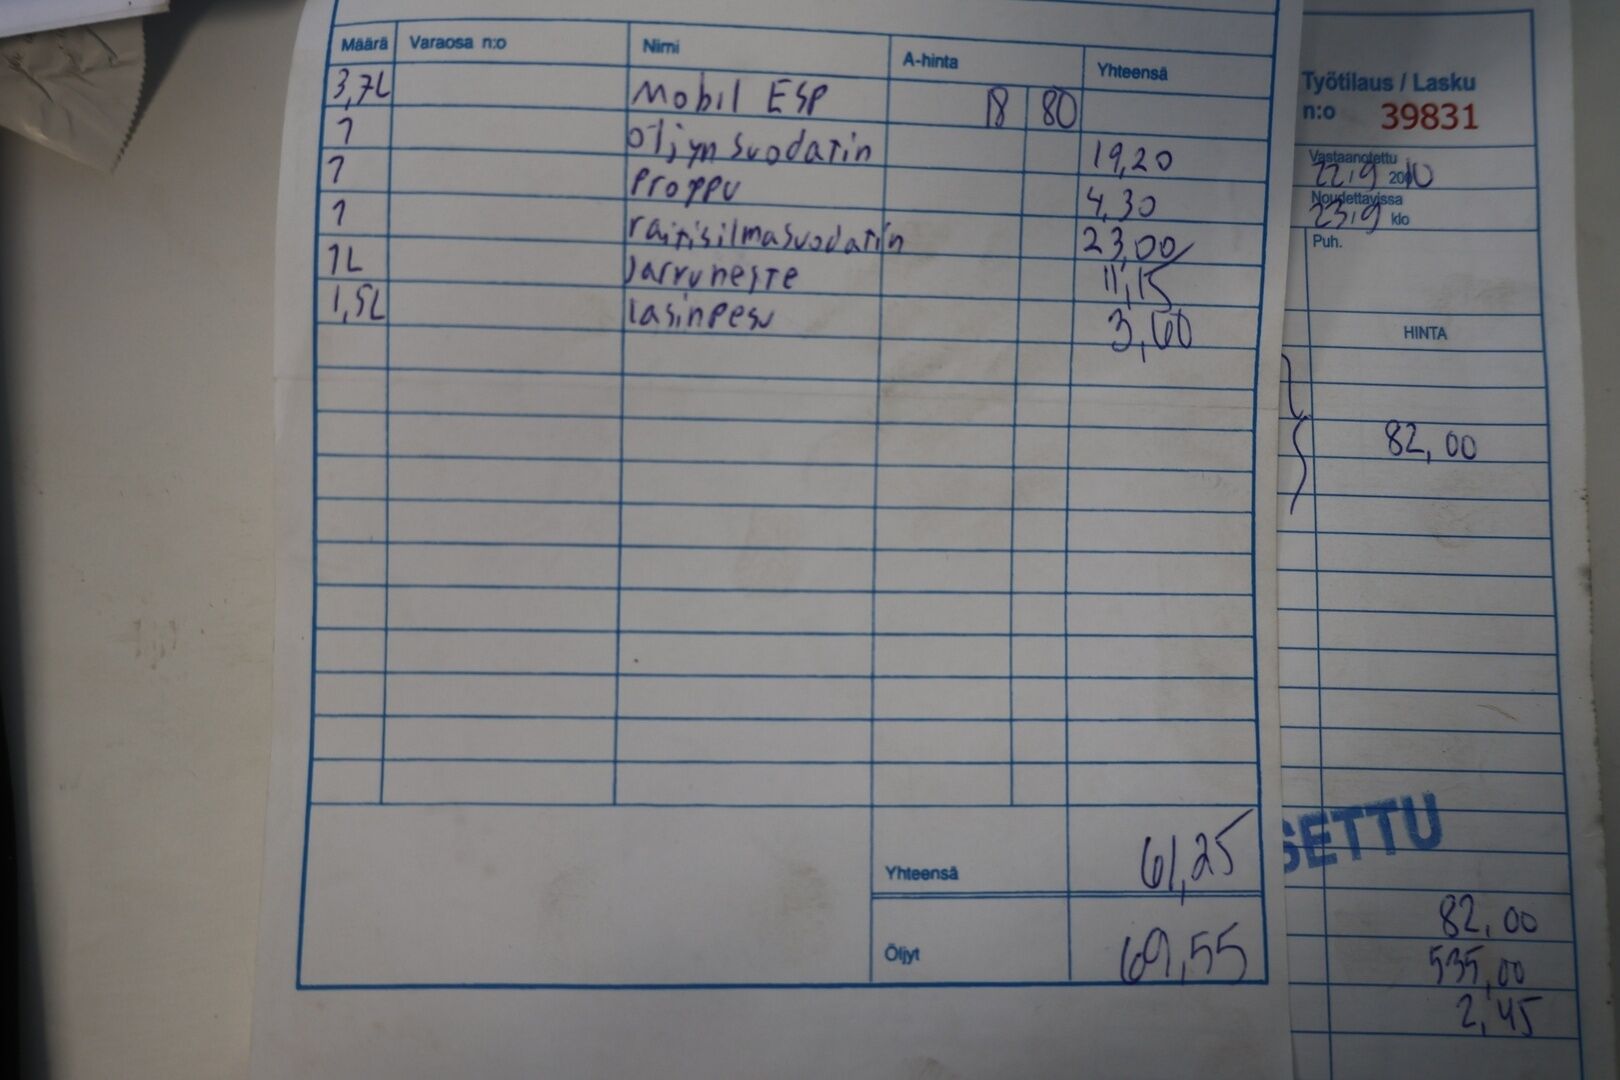 Määrä Varaosa n:o Nimi A-hinta Yhteensä
3,7L Mobil ESP 18 80
1 öljynsuodatin 19,20
1 Proppu 4,30
1 raitisilmasuodatin 23,00
1L Jarruneste 11,15
1,5L lasinpesu 3,60
Yhteensä 61,25
Öljyt 69,55
Työtilaus / Lasku
n:o 39831
Vastaanotettu
22.9 2010
Noudettavissa
23.9 klo
Puh.
HINTA
82,00
SETTU
82,00
535,00
2,45